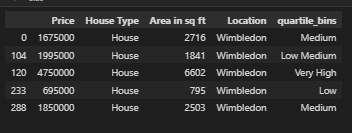 Price House Type Area in sq ft Location quartile_bins
0 1675000 House 2716 Wimbledon Medium
104 1995000 House 1841 Wimbledon Low Medium
120 4750000 House 6602 Wimbledon Very High
233 695000 House 795 Wimbledon Low
288 1850000 House 2503 Wimbledon Medium